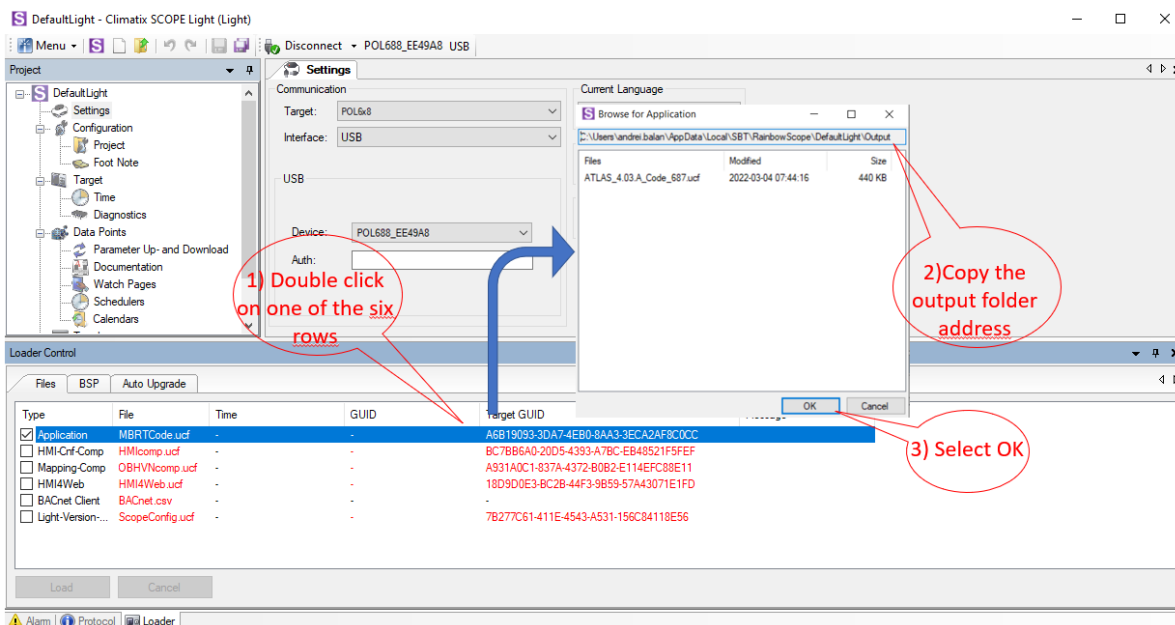 DefaultLight - Climatix SCOPE Light (Light)
Menu
Disconnect POL688_EE49A8 USB
Project
DefaultLight
Settings
Configuration
Project
Foot Note
Target
Time
Diagnostics
Data Points
Parameter Up- and Download
Documentation
Watch Pages
Schedulers
Calendars
Settings
Communication
Target: POL6x8
Interface: USB
USB
Device: POL688_EE49A8
Auth:
Current Language
Browse for Application
C:\Users\andrei.balan\AppData\Local\SBT\RainbowScope\DefaultLight\Output
Files Modified Size
ATLAS_4.03.A_Code_687.ucf 2022-03-04 07:44:16 440 KB
OK Cancel
1) Double click
on one of the six
rows
2)Copy the
output folder
address
3) Select OK
Loader Control
Files BSP Auto Upgrade
Type File Time GUID Target GUID Message
Application MBRTCode.ucf - - A6B19093-3DA7-4EB0-8AA3-3ECA2AF8C0CC
HMI-Cnf-Comp HMIcomp.ucf - - BC7BB6A0-20D5-4393-A7BC-EB48521F5FEF
Mapping-Comp OBHVNcomp.ucf - - A931A0C1-837A-4372-B0B2-E114EFC88E11
HMI4Web HMI4Web.ucf - - 18D9D0E3-BC2B-44F3-9B59-57A43071E1FD
BACnet Client BACnet.csv - - -
Light-Version-... ScopeConfig.ucf - - 7B277C61-411E-4543-A531-156C84118E56
Load Cancel
Alarm Protocol Loader